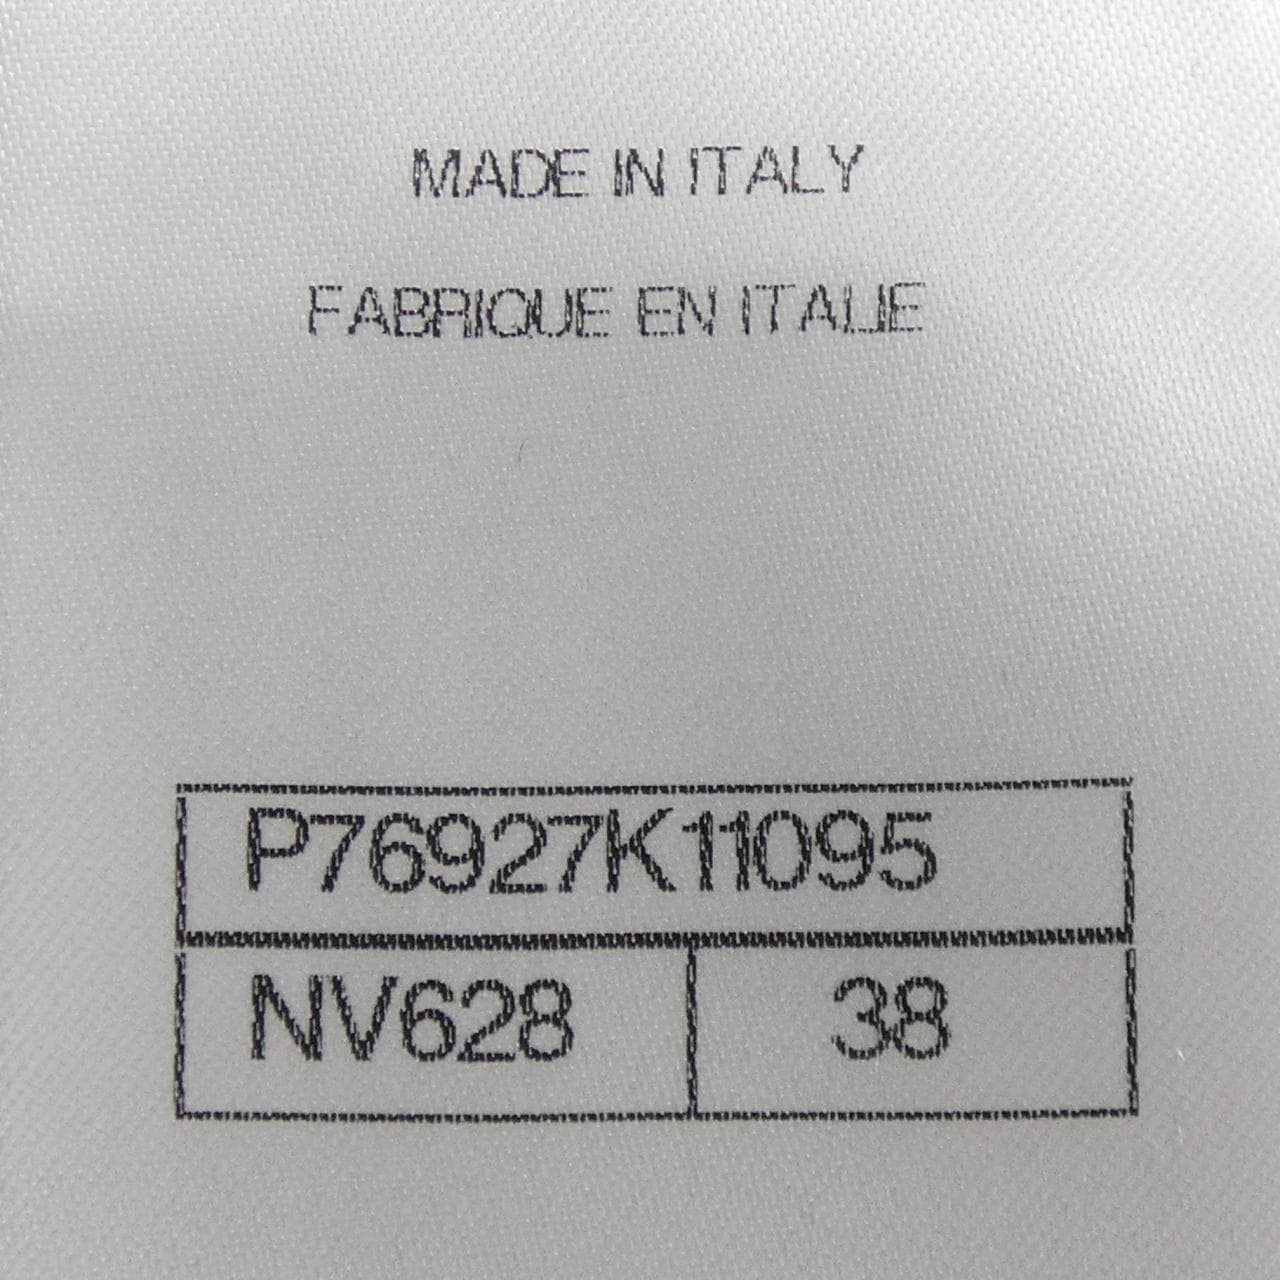 MADE IN ITALY
FABRIQUE EN ITALIE
P76927K11095
NV628 38